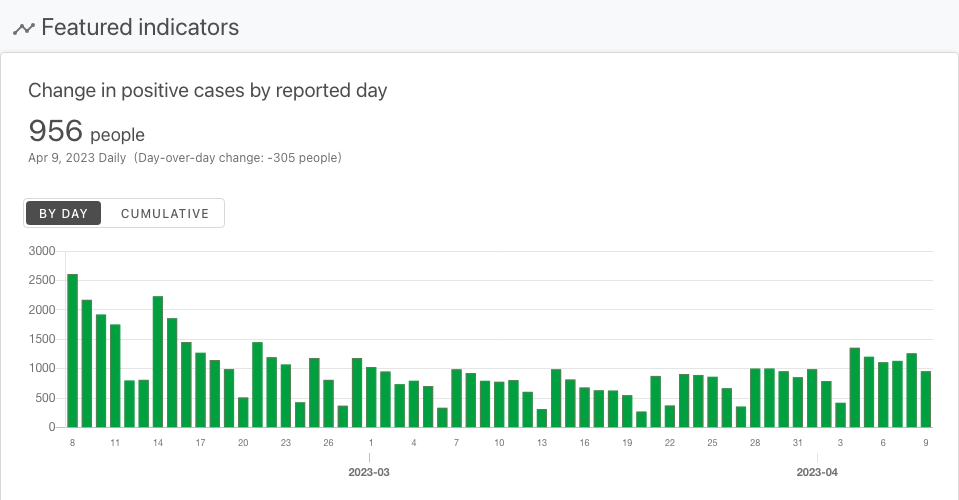 Featured indicators
Change in positive cases by reported day
956 people
Apr 9, 2023 Daily (Day-over-day change: -305 people)
BY DAY CUMULATIVE
3000
2500
2000
1500
1000
500
0
8 11 14 17 20 23 26 1 4 7 10 13 16 19 22 25 28 31 3 6 9
2023-03 2023-04